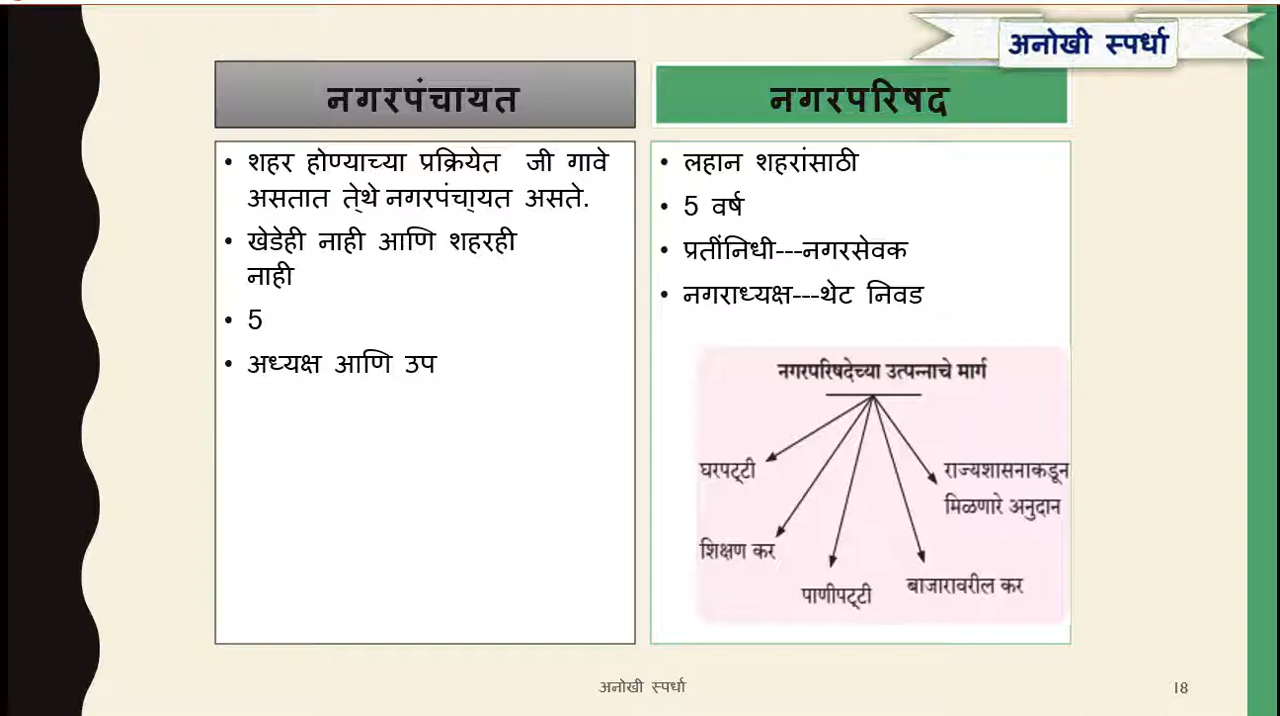 अनोखी स्पर्धा
नगरपंचायत
• शहर होण्याच्या प्रक्रियेत जी गावे
असतात ते्थे नगरपंचा्यत असते.
• खेडेही नाही आणि शहरही
नाही
• 5
• अध्यक्ष आणि उप
नगरपरिषद
• लहान शहरांसाठी
• 5 वर्ष
• प्रतींनिधी---नगरसेवक
• नगराध्यक्ष---थेट निवड
नगरपरिषदेच्या उत्पन्नाचे मार्ग
घरपट्टी
शिक्षण कर
पाणीपट्टी
बाजारावरील कर
राज्यशासनाकडून
मिळणारे अनुदान
अनोखी स्पर्धा
18